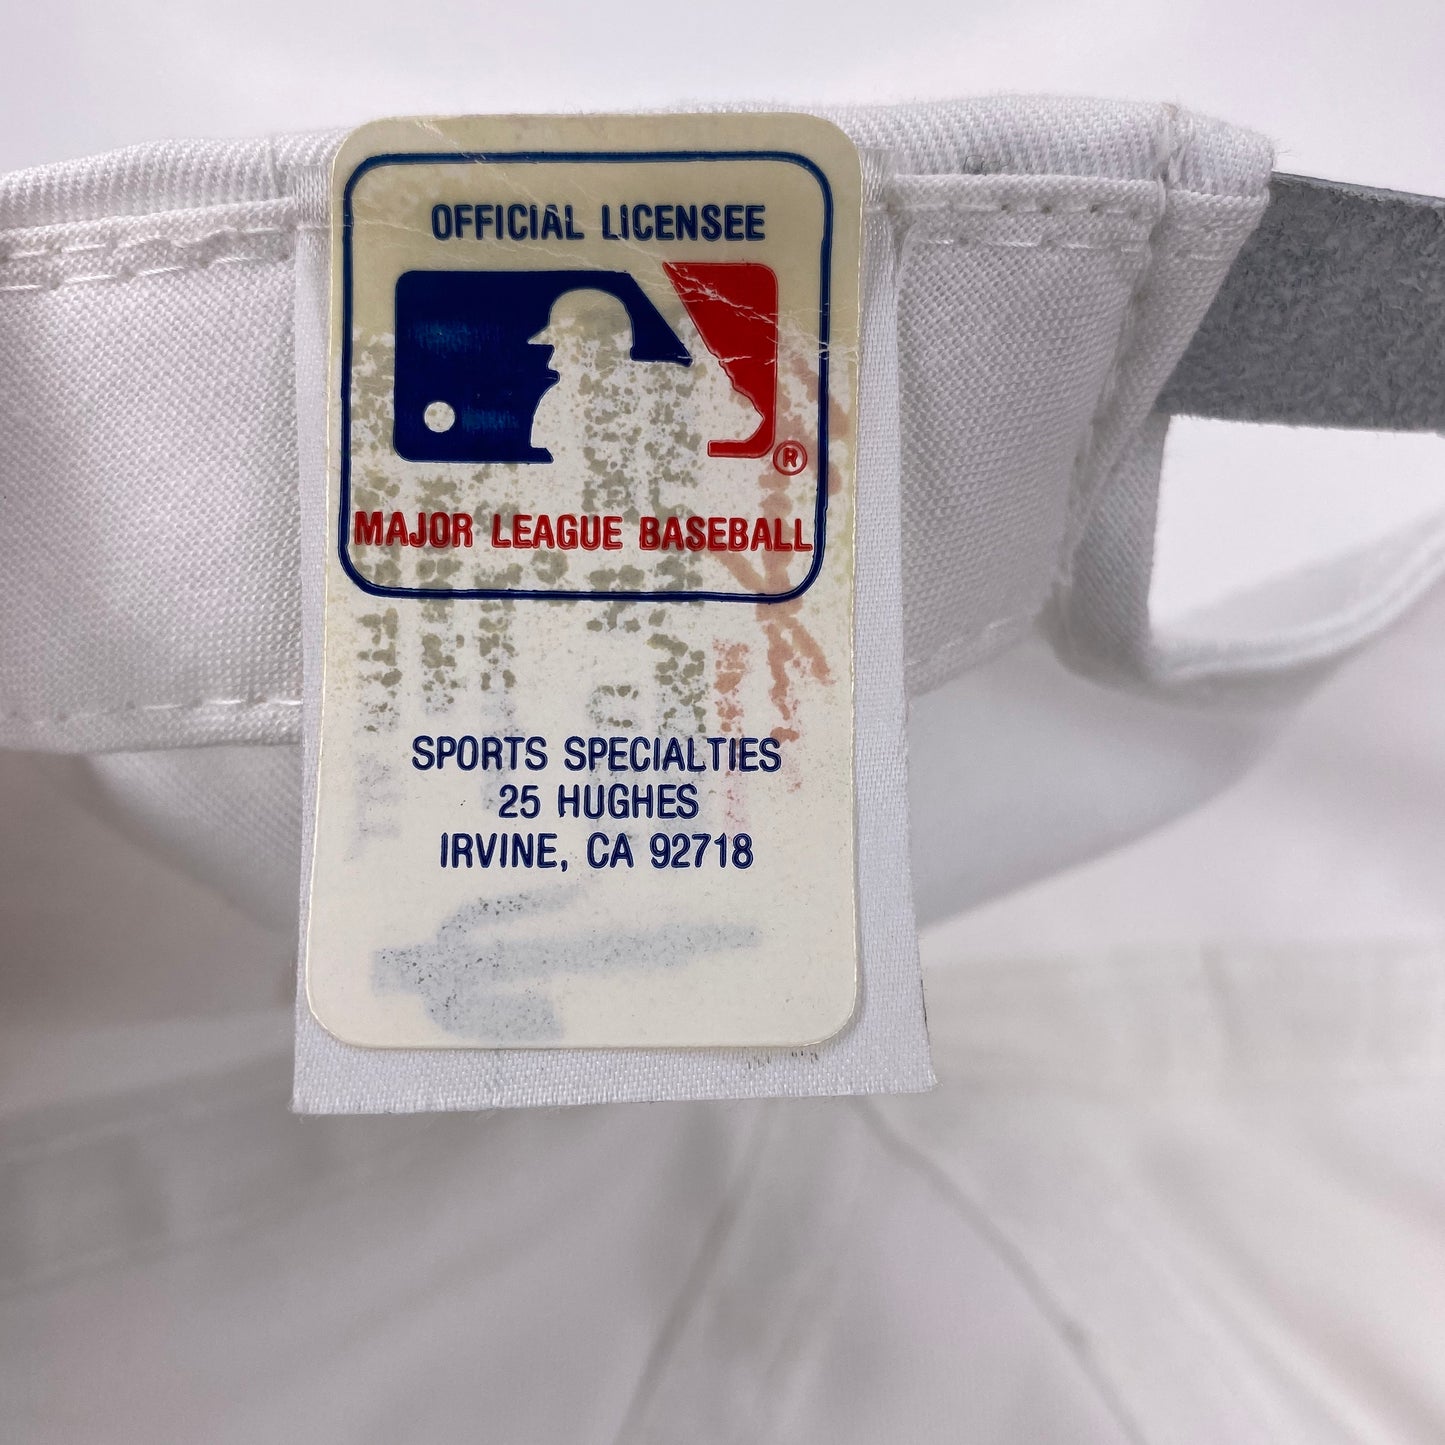 OFFICIAL LICENSEE
®
MAJOR LEAGUE BASEBALL
SPORTS SPECIALTIES
25 HUGHES
IRVINE, CA 92718